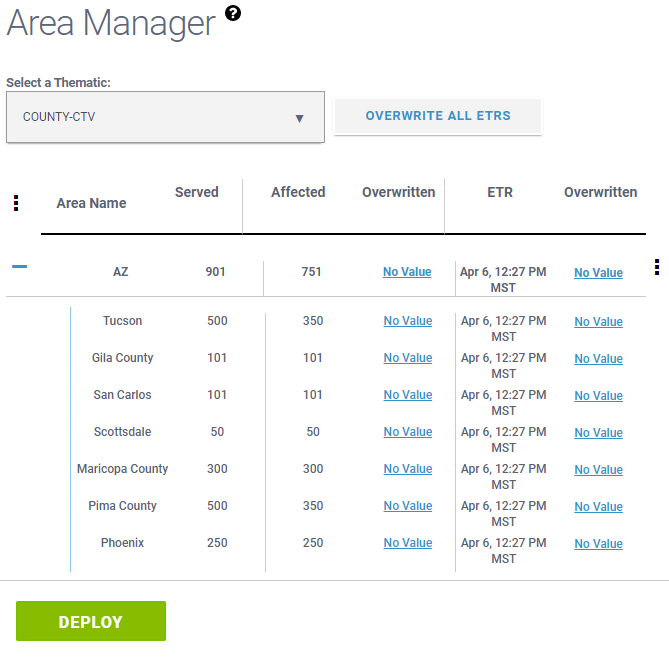 Area Manager ?
Select a Thematic:
COUNTY-CTV ▼
OVERWRITE ALL ETRS
Area Name Served Affected Overwritten ETR Overwritten
AZ 901 751 No Value Apr 6, 12:27 PM No Value
MST
Tucson 500 350 No Value Apr 6, 12:27 PM No Value
MST
Gila County 101 101 No Value Apr 6, 12:27 PM No Value
MST
San Carlos 101 101 No Value Apr 6, 12:27 PM No Value
MST
Scottsdale 50 50 No Value Apr 6, 12:27 PM No Value
MST
Maricopa County 300 300 No Value Apr 6, 12:27 PM No Value
MST
Pima County 500 350 No Value Apr 6, 12:27 PM No Value
MST
Phoenix 250 250 No Value Apr 6, 12:27 PM No Value
MST
DEPLOY